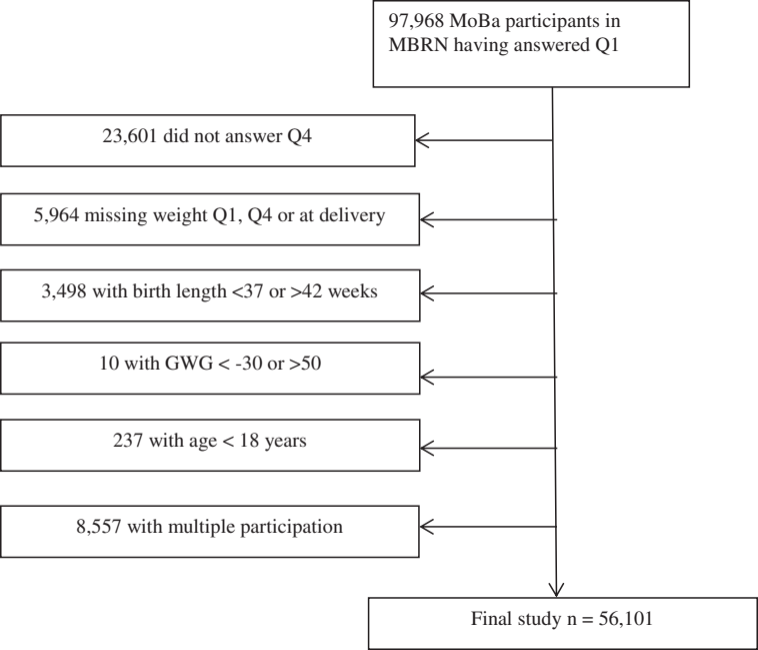 97,968 MoBa participants in
MBRN having answered Q1
23,601 did not answer Q4
5,964 missing weight Q1, Q4 or at delivery
3,498 with birth length <37 or >42 weeks
10 with GWG < -30 or >50
237 with age < 18 years
8,557 with multiple participation
Final study n = 56,101